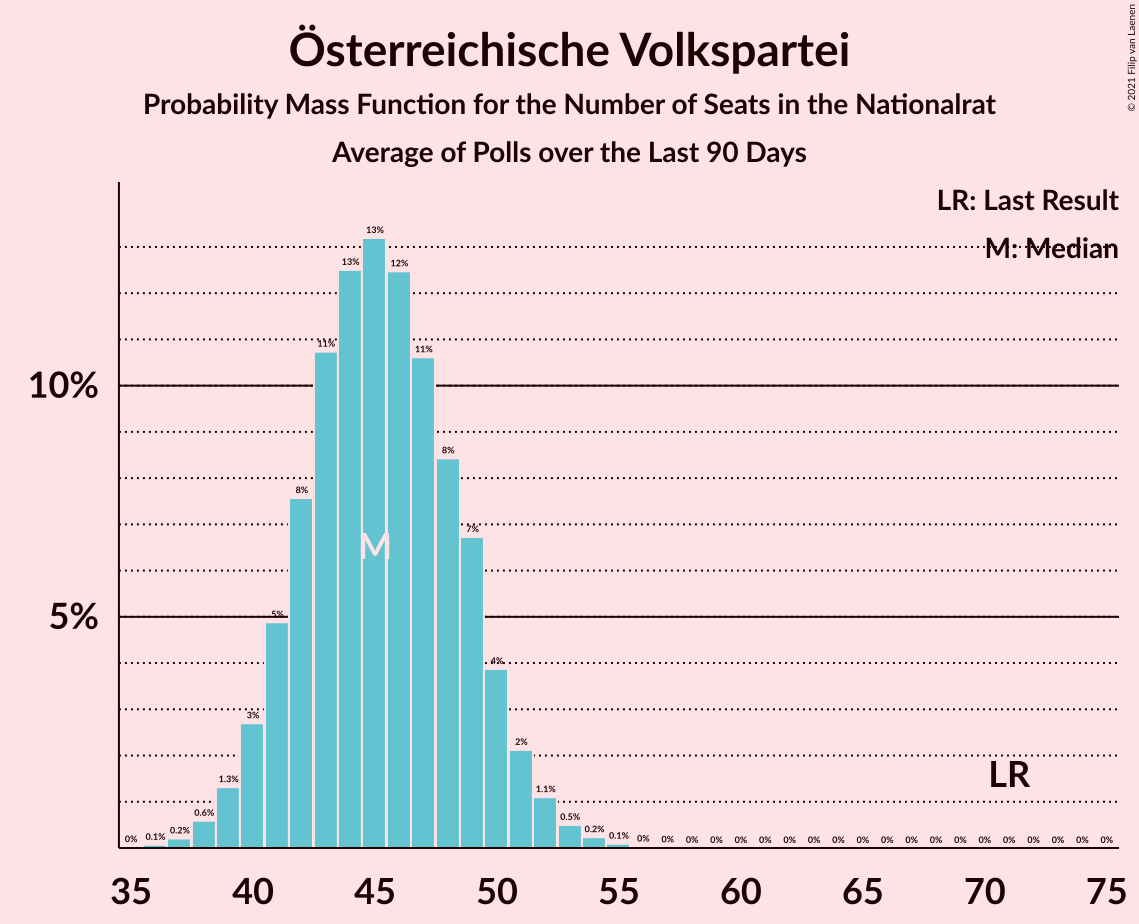 Österreichische Volkspartei
Probability Mass Function for the Number of Seats in the Nationalrat
Average of Polls over the Last 90 Days
© 2021 Filip van Laenen
LR: Last Result
M: Median
13%
13% 12%
11% 11%
10%
8%
8%
7%
M
5%
5%
4%
3%
2%
LR
1.3%
1.1%
0.6% 0.5%
0% 0.1% 0.2% 0.2% 0.1% 0% 0% 0% 0% 0% 0% 0% 0% 0% 0% 0% 0% 0% 0% 0% 0% 0% 0% 0% 0%
35 40 45 50 55 60 65 70 75